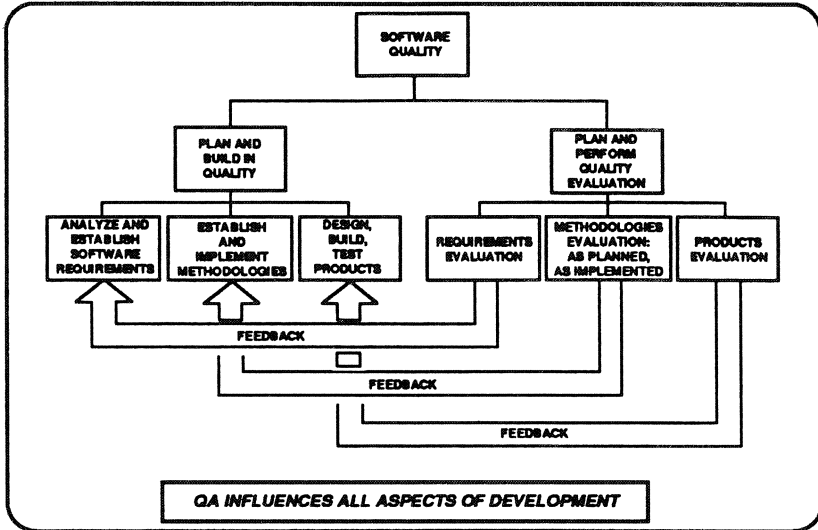 SOFTWARE
QUALITY
PLAN AND
BUILD IN
QUALITY
PLAN AND
PERFORM
QUALITY
EVALUATION
ANALYZE AND
ESTABLISH
SOFTWARE
REQUIREMENTS
ESTABLISH
AND
IMPLEMENT
METHODOLOGIES
DESIGN,
BUILD,
TEST
PRODUCTS
REQUIREMENTS
EVALUATION
METHODOLOGIES
EVALUATION:
AS PLANNED,
AS IMPLEMENTED
PRODUCTS
EVALUATION
FEEDBACK
FEEDBACK
FEEDBACK
QA INFLUENCES ALL ASPECTS OF DEVELOPMENT